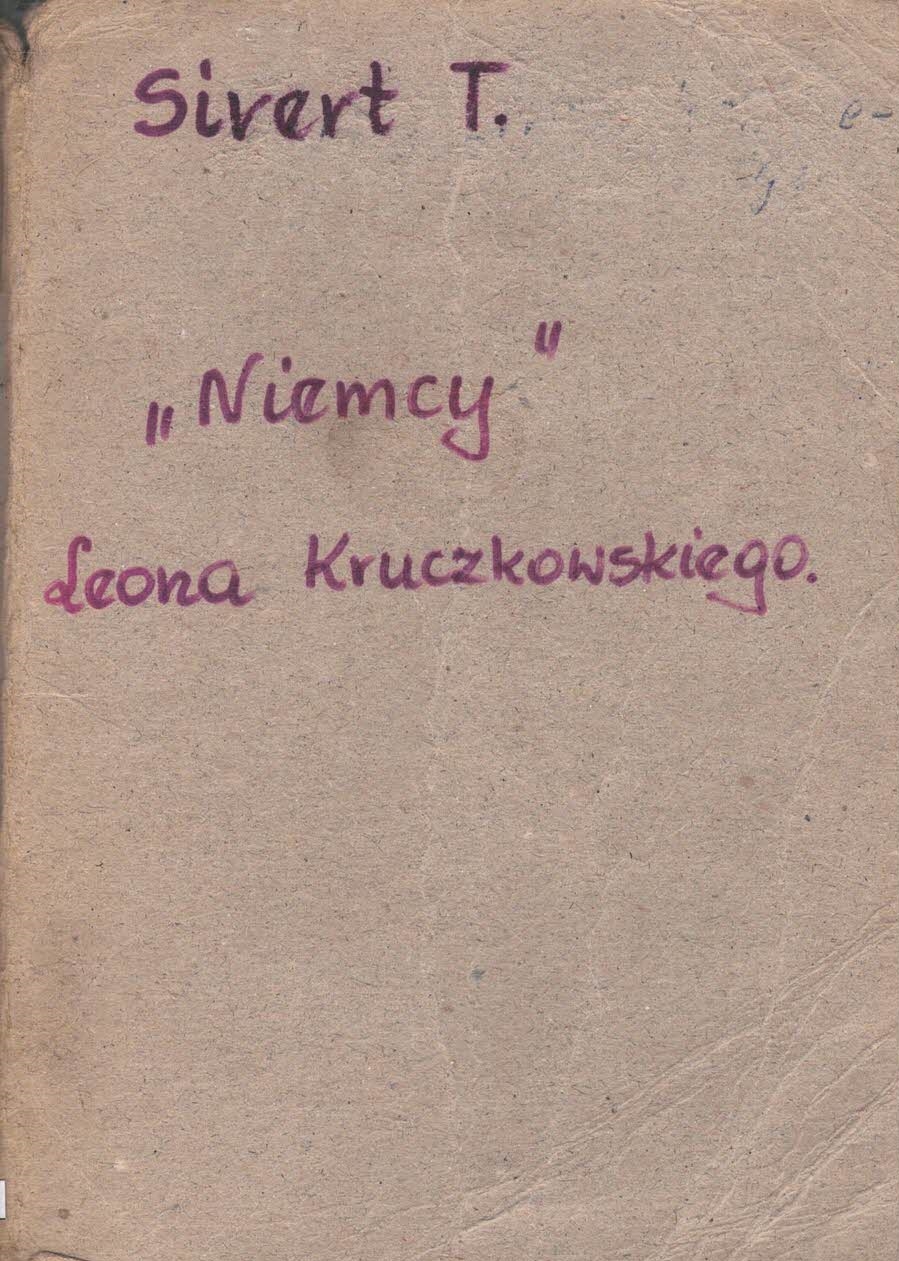 Sivert T.
„Niemcy"
Leona Kruczkowskiego.